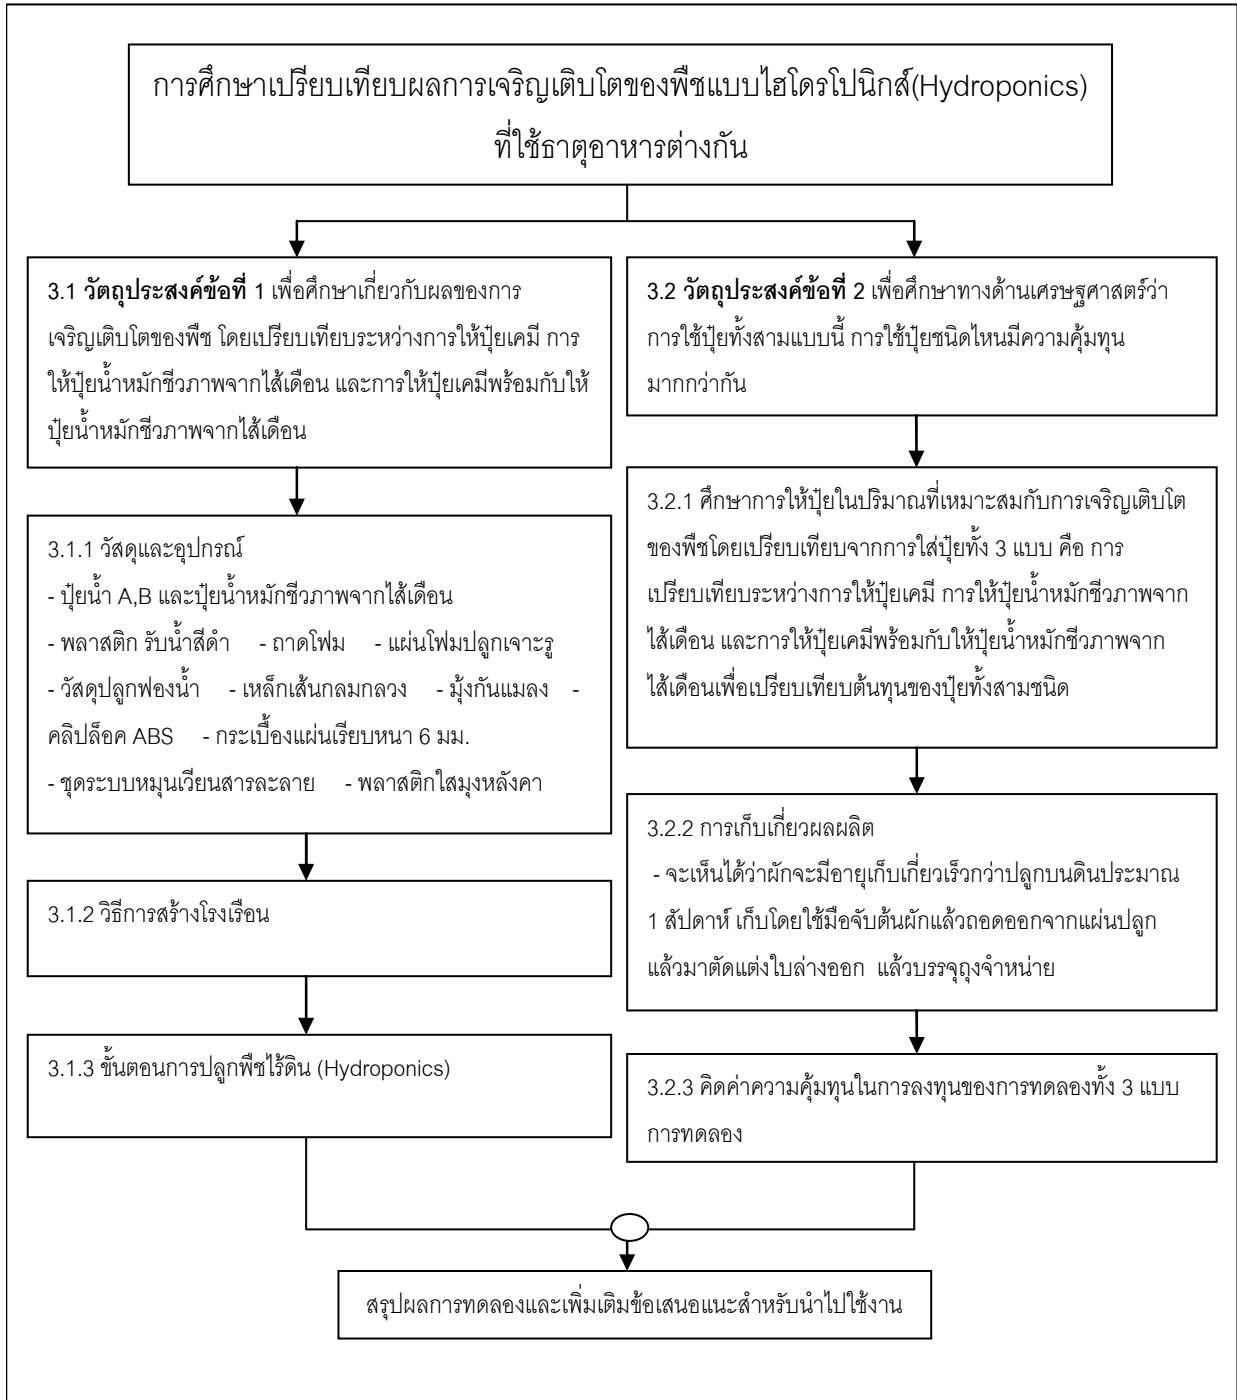 การศึกษาเปรียบเทียบผลการเจริญเติบโตของพืชแบบไฮโดรโปนิกส์(Hydroponics)
ที่ใช้ธาตุอาหารต่างกัน
3.1 วัตถุประสงค์ข้อที่ 1 เพื่อศึกษาเกี่ยวกับผลของการ
เจริญเติบโตของพืช โดยเปรียบเทียบระหว่างการให้ปุ๋ยเคมี การ
ให้ปุ๋ยน้ำหมักชีวภาพจากไส้เดือน และการให้ปุ๋ยเคมีพร้อมกับให้
ปุ๋ยน้ำหมักชีวภาพจากไส้เดือน
3.1.1 วัสดุและอุปกรณ์
- ปุ๋ยน้ำ A,B และปุ๋ยน้ำหมักชีวภาพจากไส้เดือน
- พลาสติก รับน้ำสีดำ - ถาดโฟม - แผ่นโฟมปลูกเจาะรู
- วัสดุปลูกฟองน้ำ - เหล็กเส้นกลมกลวง - มุ้งกันแมลง -
คลิปล็อค ABS - กระเบื้องแผ่นเรียบหนา 6 มม.
- ชุดระบบหมุนเวียนสารละลาย - พลาสติกใสมุงหลังคา
3.1.2 วิธีการสร้างโรงเรือน
3.1.3 ขั้นตอนการปลูกพืชไร้ดิน (Hydroponics)
3.2 วัตถุประสงค์ข้อที่ 2 เพื่อศึกษาทางด้านเศรษฐศาสตร์ว่า
การใช้ปุ๋ยทั้งสามแบบนี้ การใช้ปุ๋ยชนิดไหนมีความคุ้มทุน
มากกว่ากัน
3.2.1 ศึกษาการให้ปุ๋ยในปริมาณที่เหมาะสมกับการเจริญเติบโต
ของพืชโดยเปรียบเทียบจากการใส่ปุ๋ยทั้ง 3 แบบ คือ การ
เปรียบเทียบระหว่างการให้ปุ๋ยเคมี การให้ปุ๋ยน้ำหมักชีวภาพจาก
ไส้เดือน และการให้ปุ๋ยเคมีพร้อมกับให้ปุ๋ยน้ำหมักชีวภาพจาก
ไส้เดือนเพื่อเปรียบเทียบต้นทุนของปุ๋ยทั้งสามชนิด
3.2.2 การเก็บเกี่ยวผลผลิต
- จะเห็นได้ว่าผักจะมีอายุเก็บเกี่ยวเร็วกว่าปลูกบนดินประมาณ
1 สัปดาห์ เก็บโดยใช้มือจับต้นผักแล้วถอดออกจากแผ่นปลูก
แล้วมาตัดแต่งใบล่างออก แล้วบรรจุถุงจำหน่าย
3.2.3 คิดค่าความคุ้มทุนในการลงทุนของการทดลองทั้ง 3 แบบ
การทดลอง
สรุปผลการทดลองและเพิ่มเติมข้อเสนอแนะสำหรับนำไปใช้งาน